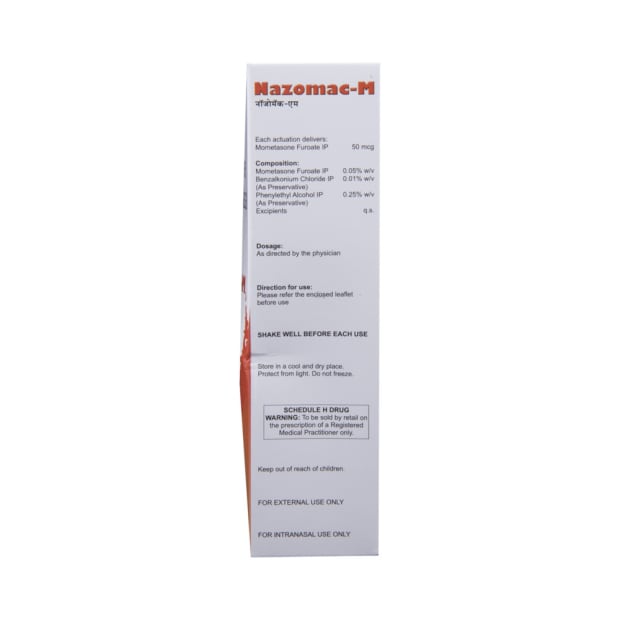 Nazomac-M
नॉजोमॅक-एम
Each actuation delivers:
Mometasone Furoate IP 50 mcg
Composition:
Mometasone Furoate IP 0.05% w/v
Benzalkonium Chloride IP 0.01% w/v
(As Preservative)
Phenylethyl Alcohol IP 0.25% w/v
(As Preservative)
Excipients q.s.
Dosage:
As directed by the physician
Direction for use:
Please refer the enclosed leaflet
before use
SHAKE WELL BEFORE EACH USE
Store in a cool and dry place.
Protect from light. Do not freeze.
SCHEDULE H DRUG
WARNING: To be sold by retail on
the prescription of a Registered
Medical Practitioner only.
Keep out of reach of children.
FOR EXTERNAL USE ONLY
FOR INTRANASAL USE ONLY